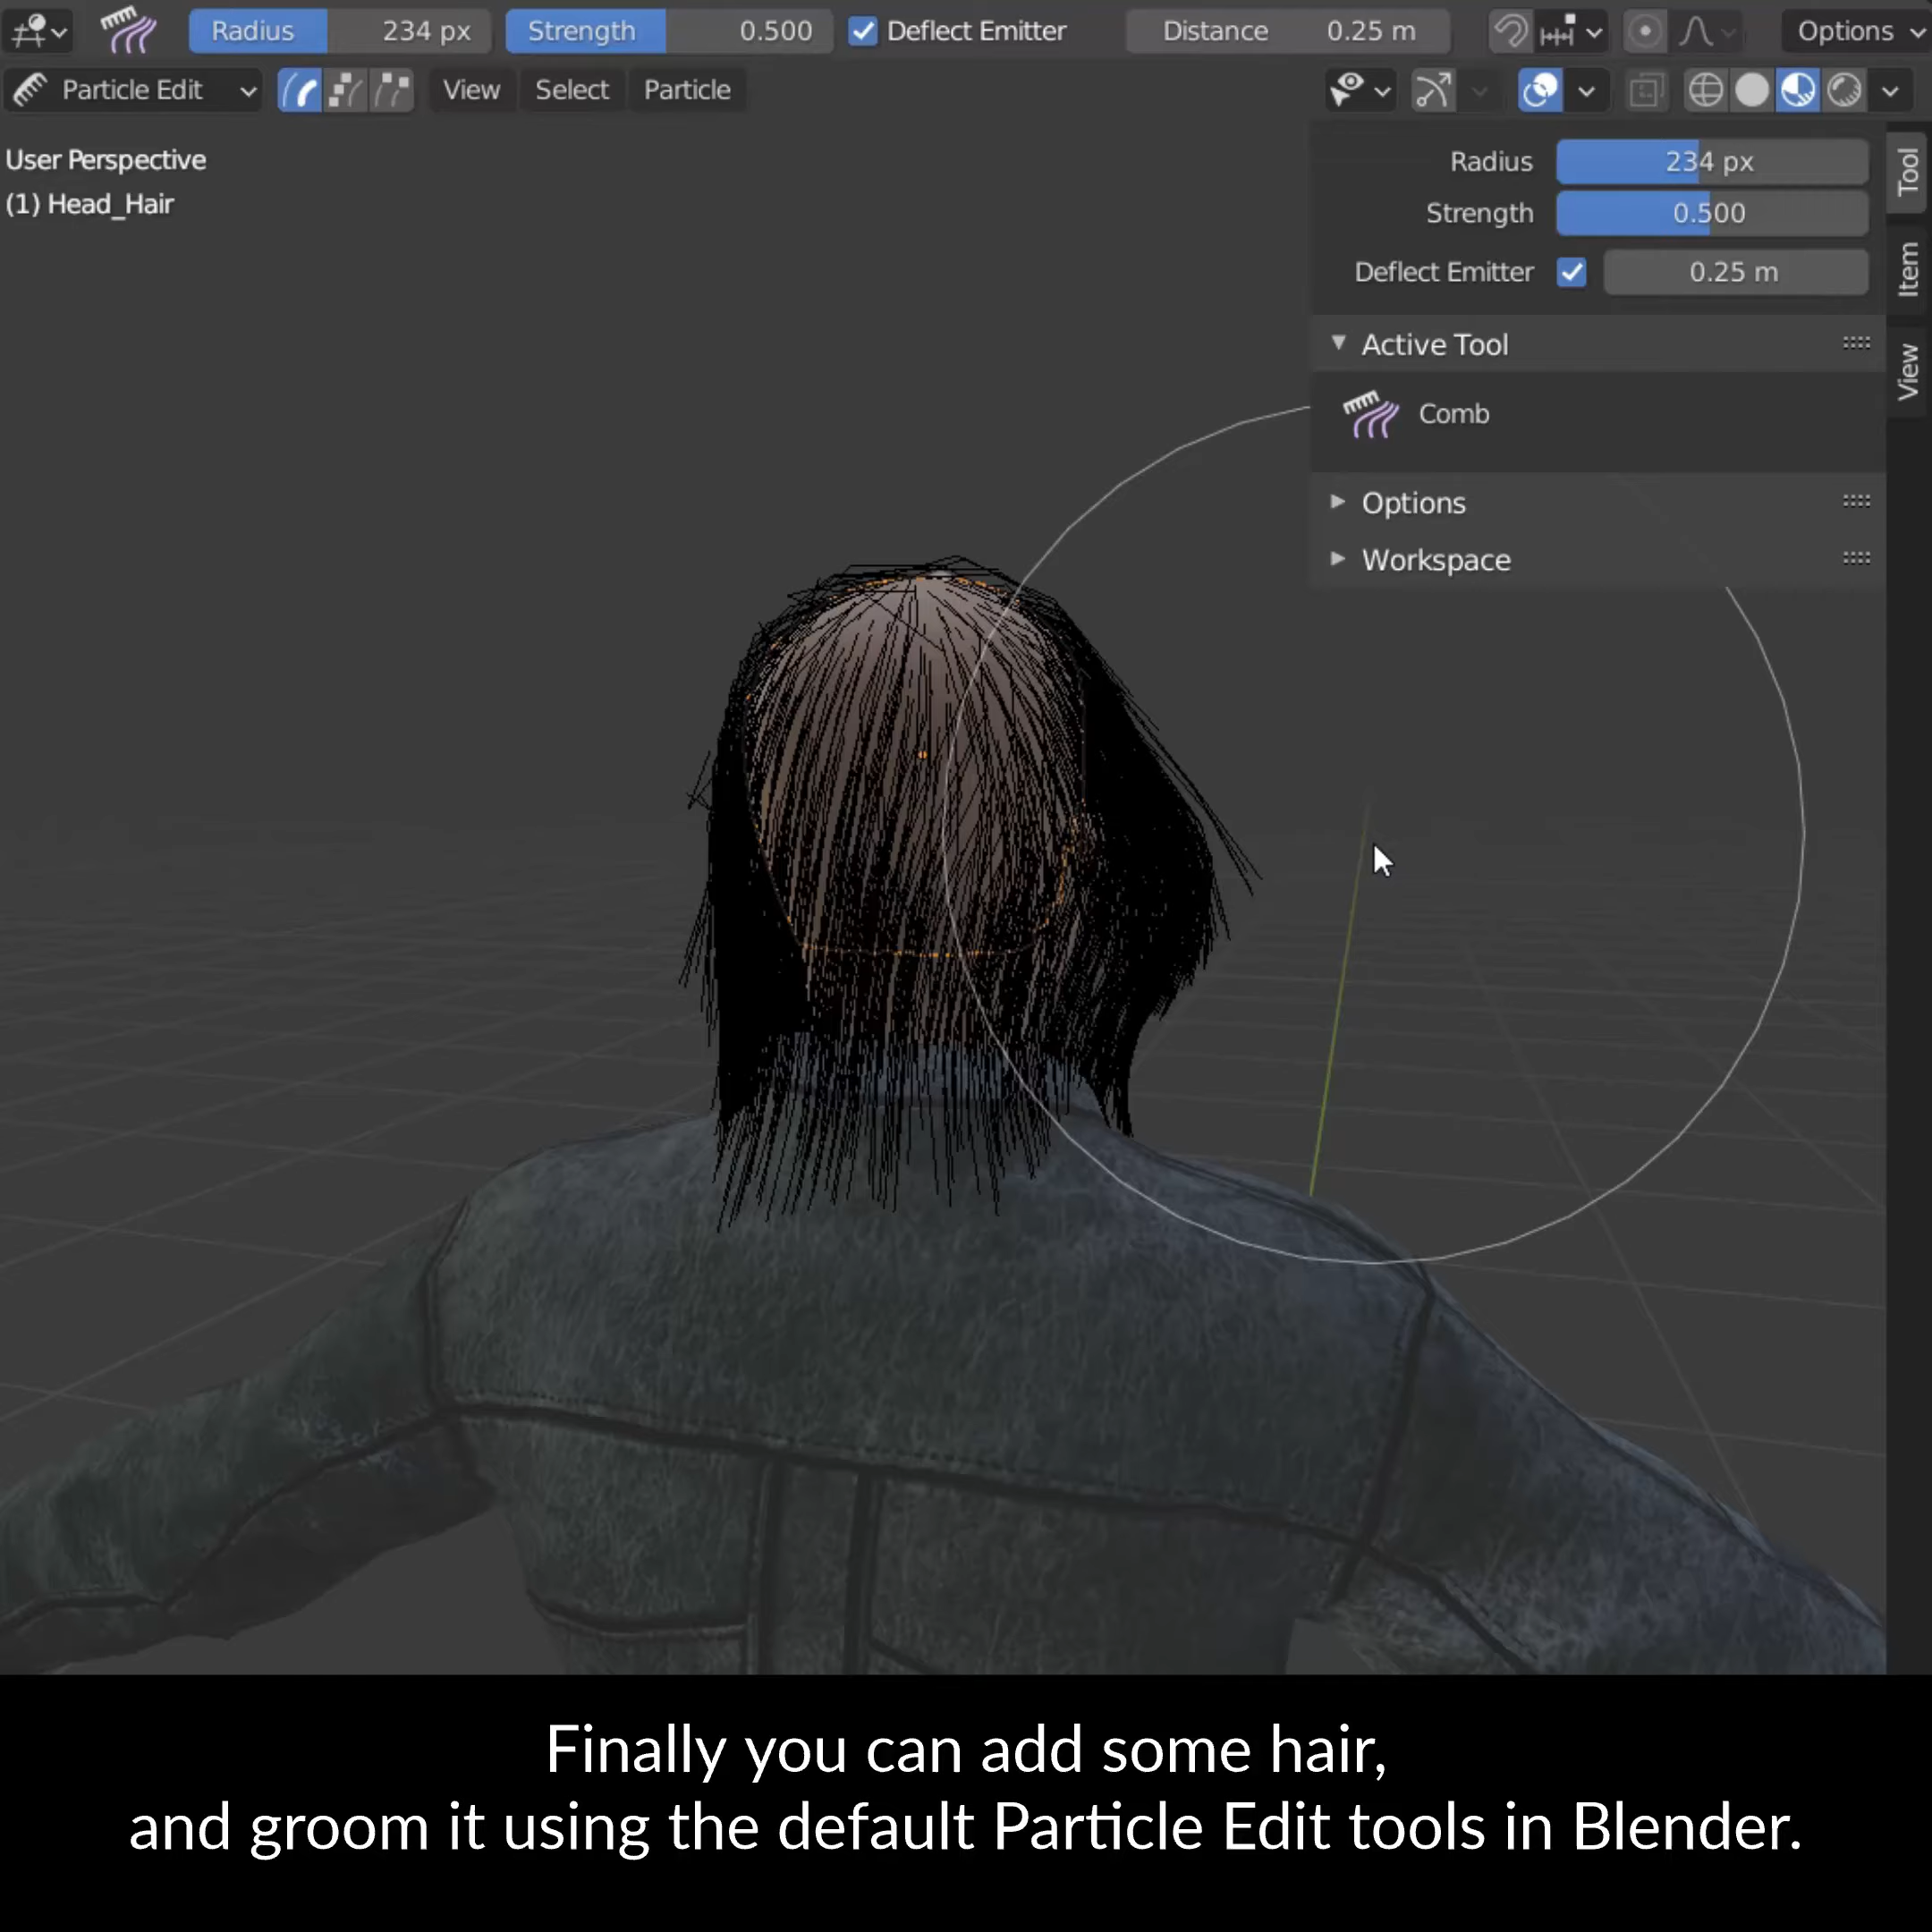 Radius 234 px Strength 0.500 Deflect Emitter Distance 0.25 m Options
Particle Edit View Select Particle
User Perspective
(1) Head_Hair
Radius 234 px
Strength 0.500
Deflect Emitter 0.25 m
Active Tool
Comb
Options
Workspace
Tool
Item
View
Finally you can add some hair,
and groom it using the default Particle Edit tools in Blender.